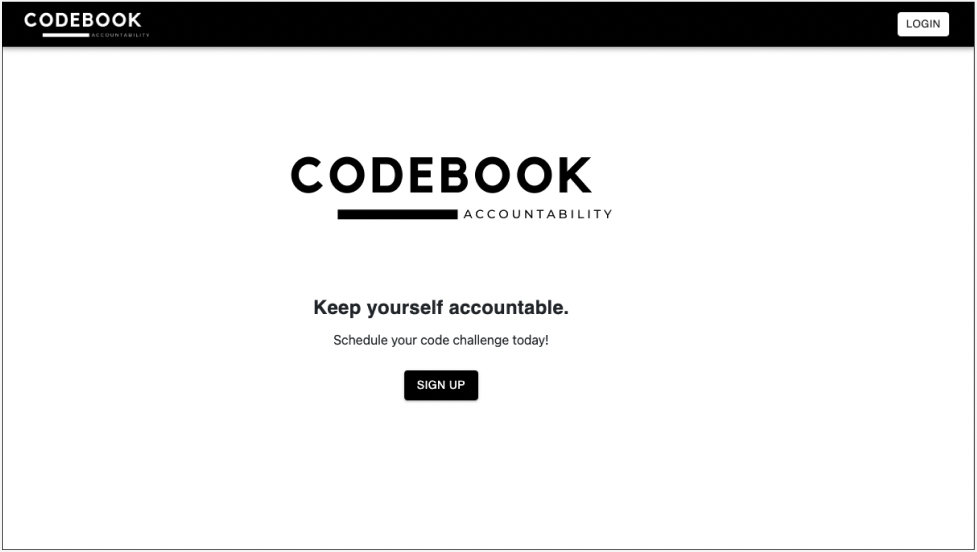 CODEBOOK
ACCOUNTABILITY
LOGIN
CODEBOOK
ACCOUNTABILITY
Keep yourself accountable.
Schedule your code challenge today!
SIGN UP